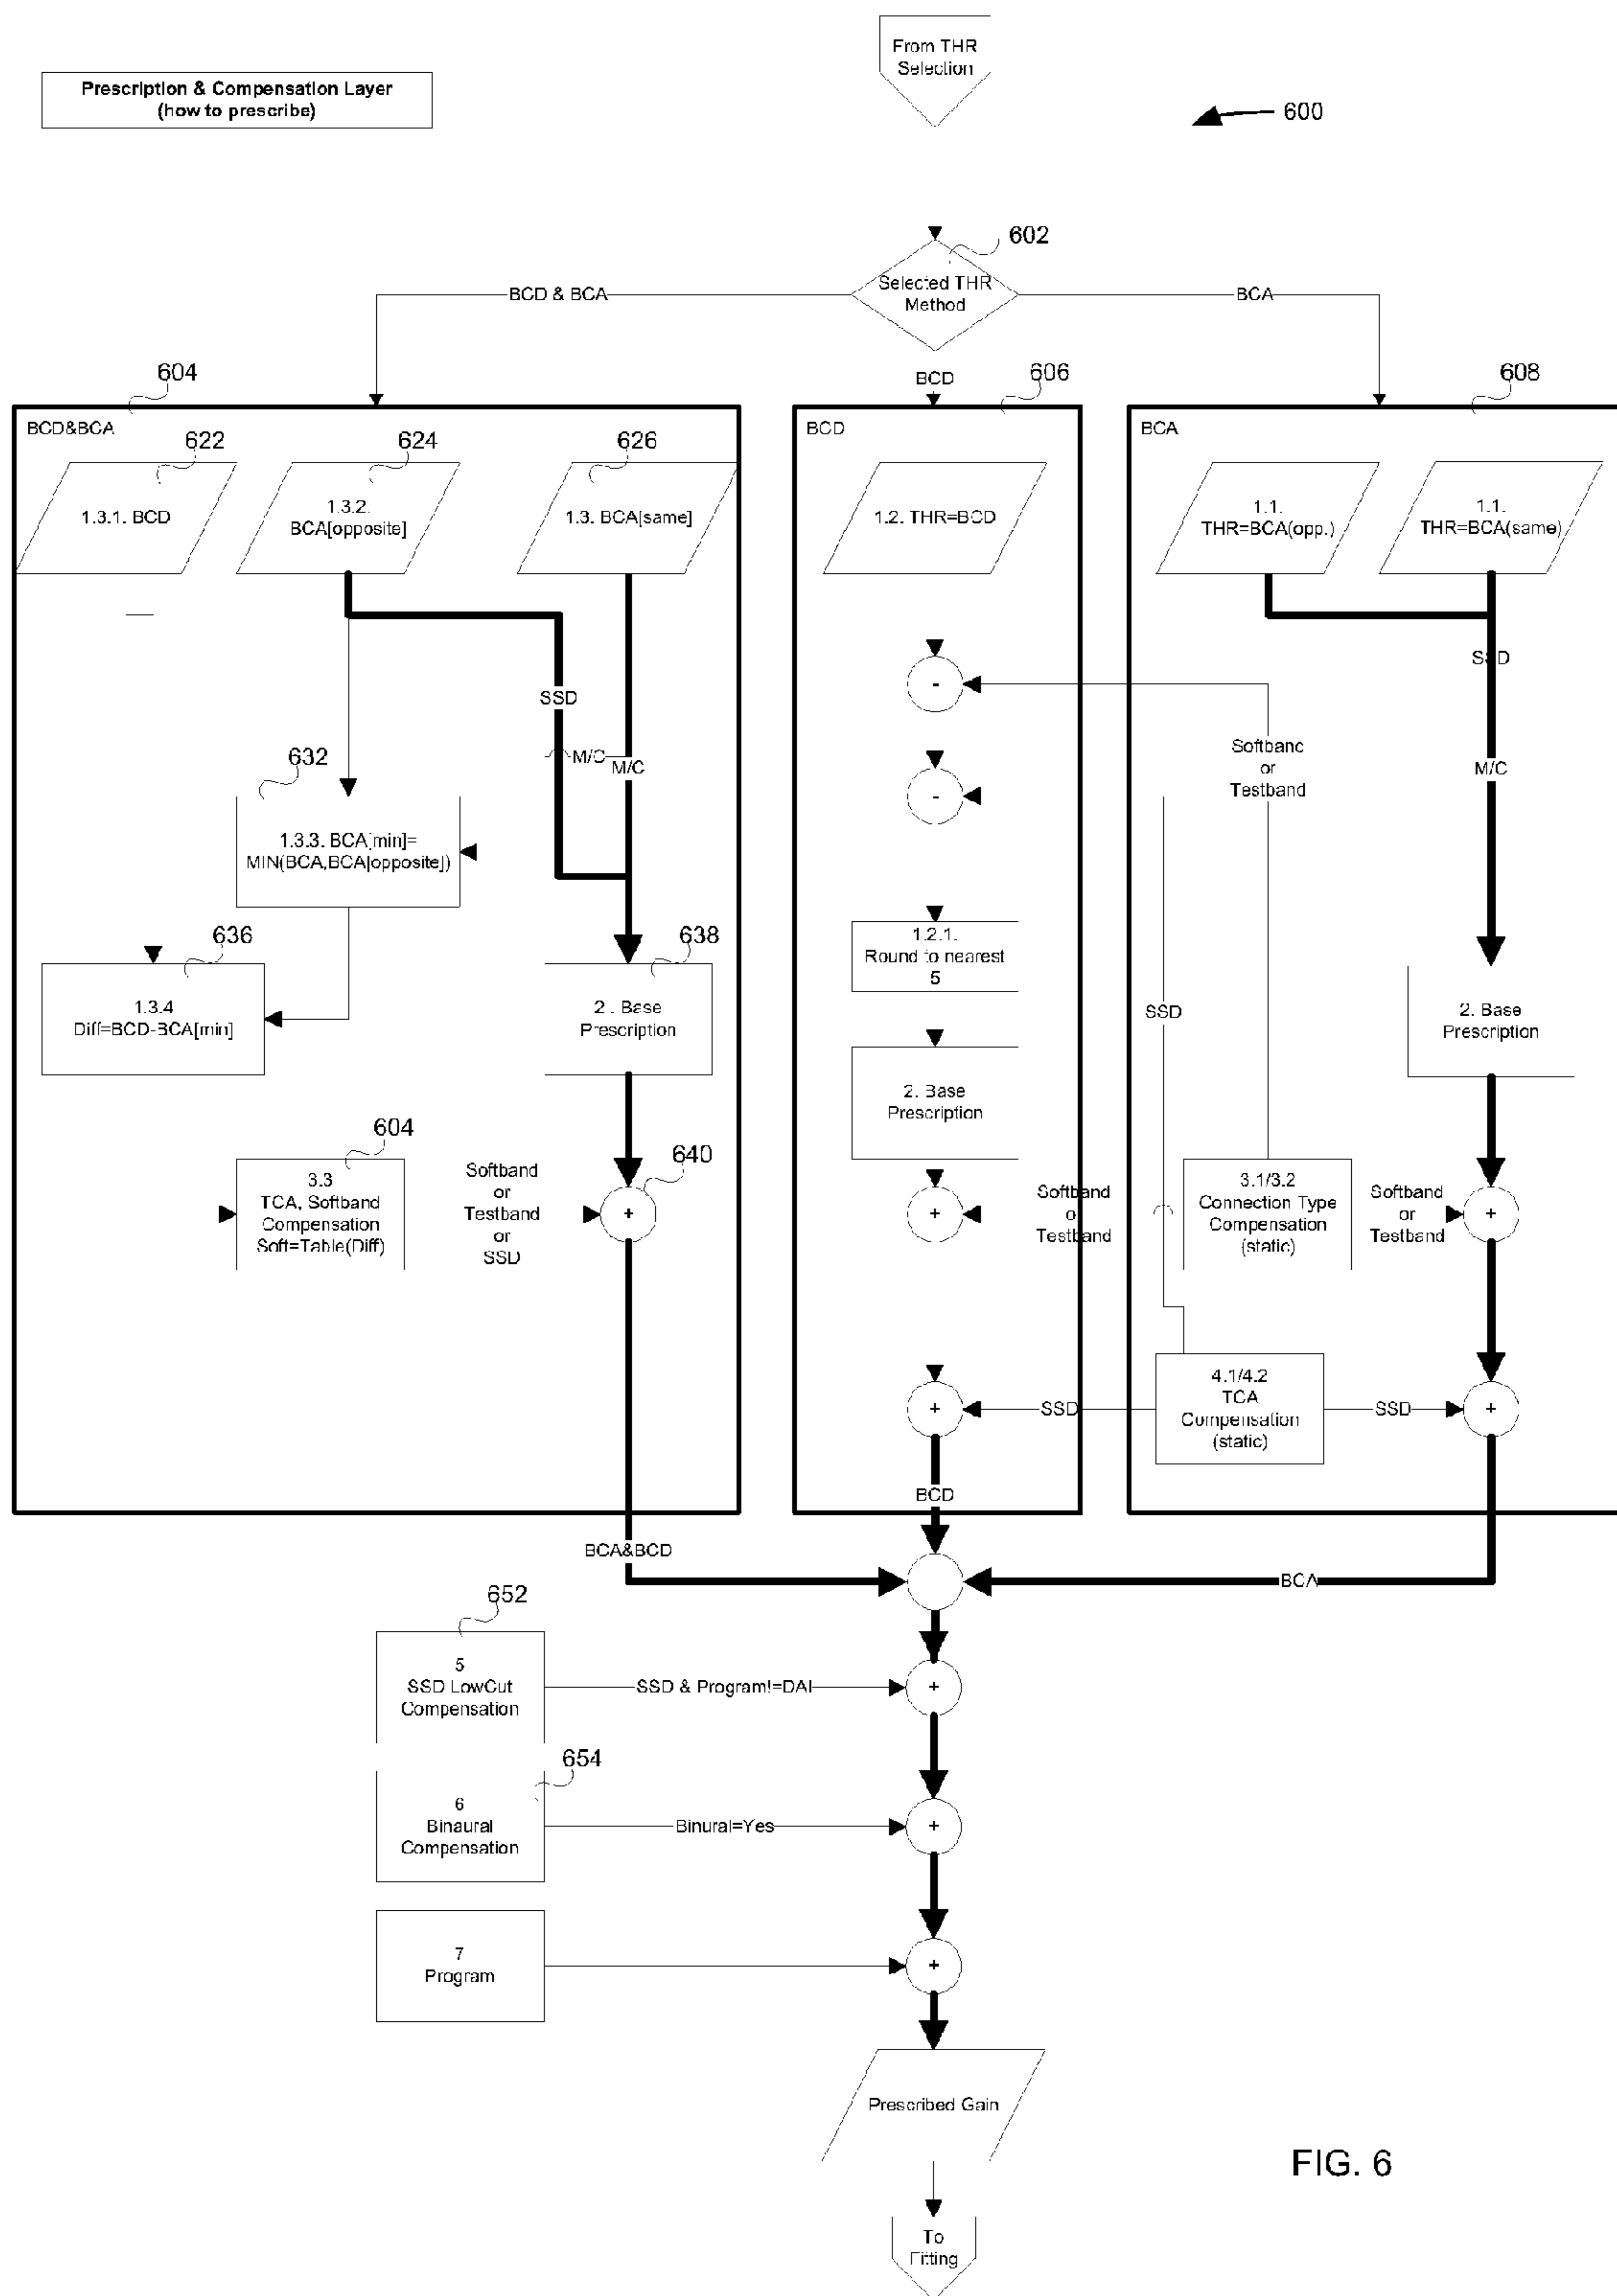 From THR
Selection
Prescription & Compensation Layer
(how to prescribe)
600
602
Selected THR
Method
BCD & BCA
BCA
BCD
604
606
608
BCD&BCA
BCD
BCA
622
624
626
1.3.1. BCD
1.3.2.
BCA[opposite]
1.3. BCA[same]
1.2. THR=BCD
1.1.
THR=BCA(opp.)
1.1.
THR=BCA(same)
-
SSD
SSD
M/C
M/C
632
1.3.3. BCA[min]=
MIN(BCA,BCA[opposite])
-
Softband
or
Testband
M/C
636
638
1.3.4
Diff=BCD-BCA[min]
2. Base
Prescription
1.2.1.
Round to nearest
5
SSD
2. Base
Prescription
2. Base
Prescription
604
640
3.3
TCA, Softband
Compensation
Soft=Table(Diff)
Softband
or
Testband
or
SSD
+
+
Softband
or
Testband
3.1/3.2
Connection Type
Compensation
(static)
Softband
or
Testband
+
+
SSD
4.1/4.2
TCA
Compensation
(static)
SSD
+
BCD
BCA&BCD
BCA
652
5
SSD LowCut
Compensation
SSD & Program!=DAI
+
654
6
Binaural
Compensation
Binural=Yes
+
7
Program
+
Prescribed Gain
FIG. 6
To
Fitting